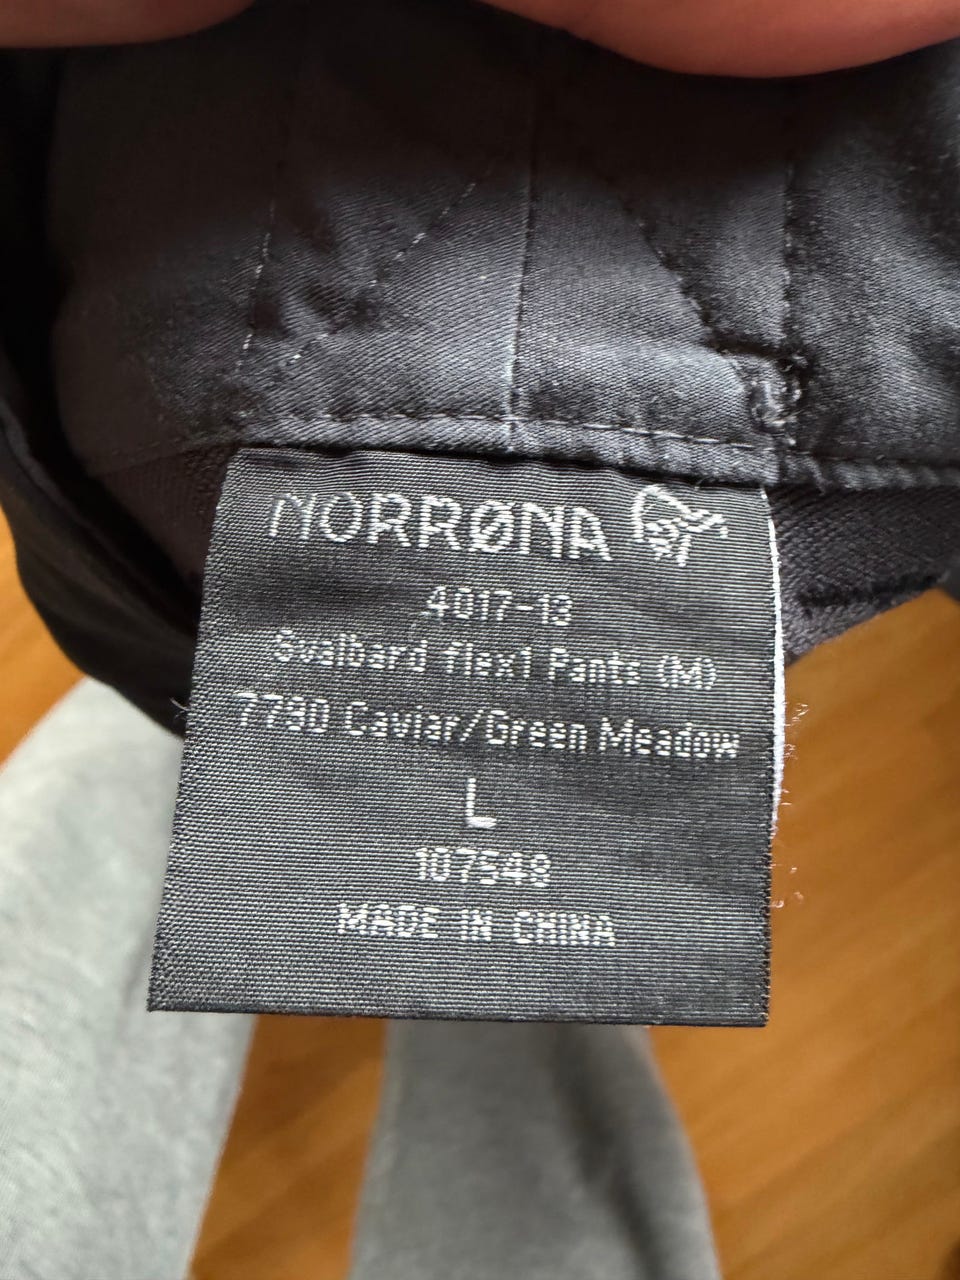 NORRØNA
4017-13
Svalbard flex1 Pants (M)
7790 Caviar/Green Meadow
L
107548
MADE IN CHINA